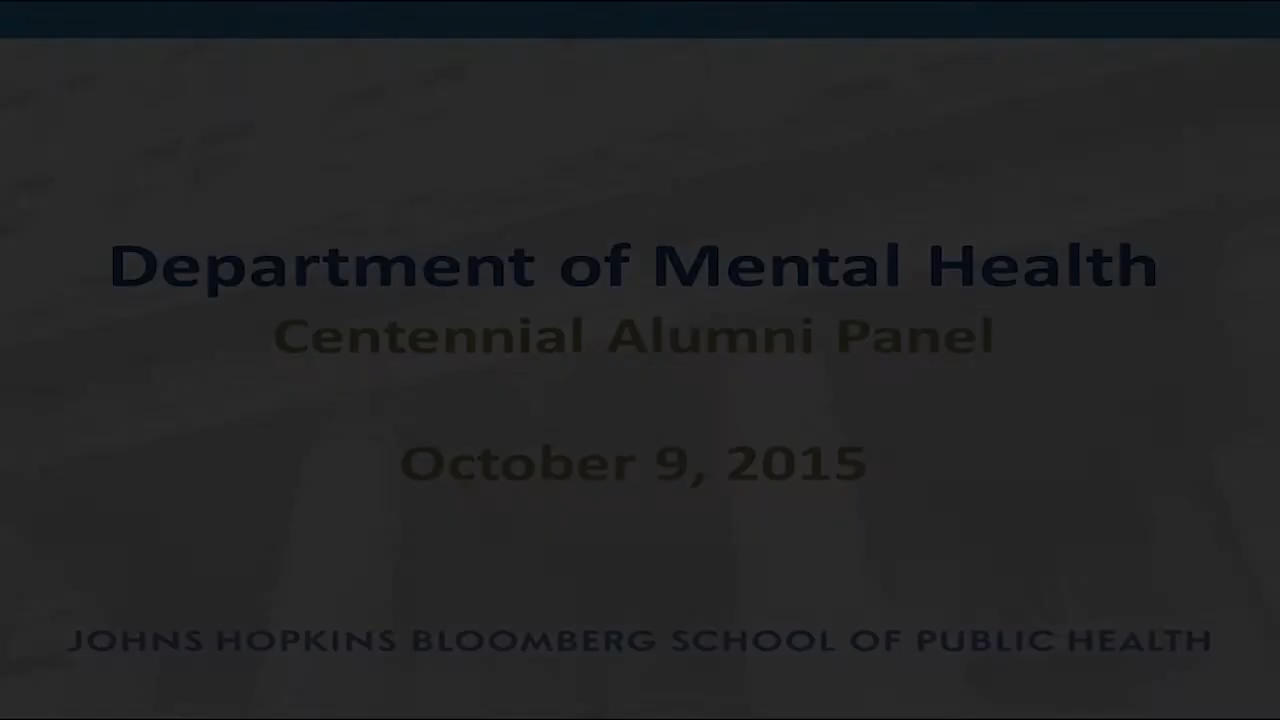 Department of Mental Health
Centennial Alumni Panel
October 9, 2015
JOHNS HOPKINS BLOOMBERG SCHOOL OF PUBLIC HEALTH